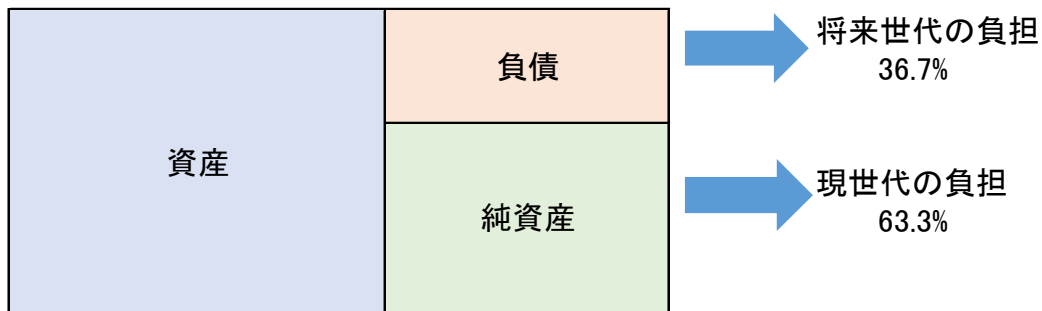 資産
負債
純資産
将来世代の負担
36.7%
現世代の負担
63.3%